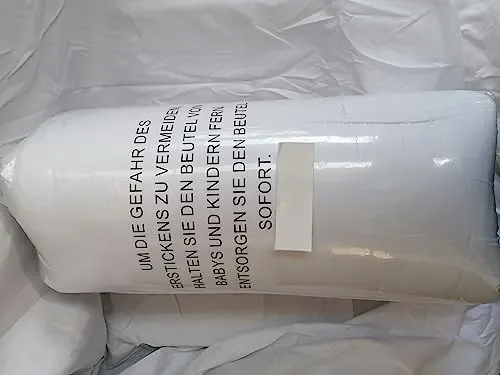 UM DIE GEFAHR DES
ERSTICKENS ZU VERMEIDEN
HALTEN SIE DEN BEUTEL VON
BABYS UND KINDERN FERN.
ENTSORGEN SIE DEN BEUTEL
SOFORT.